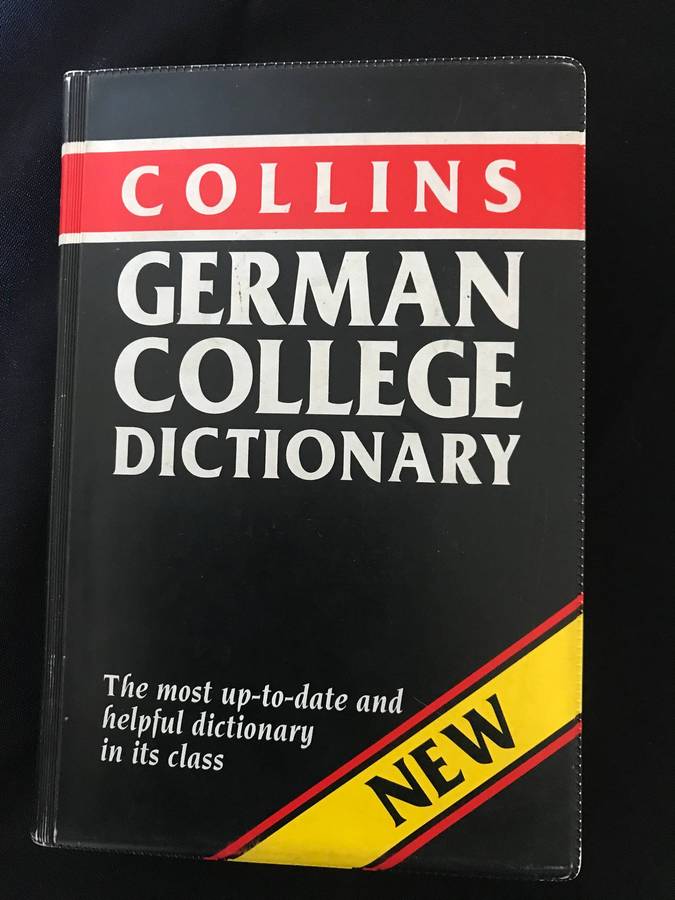 COLLINS
GERMAN
COLLEGE
DICTIONARY
The most up-to-date and
helpful dictionary
in its class
NEW